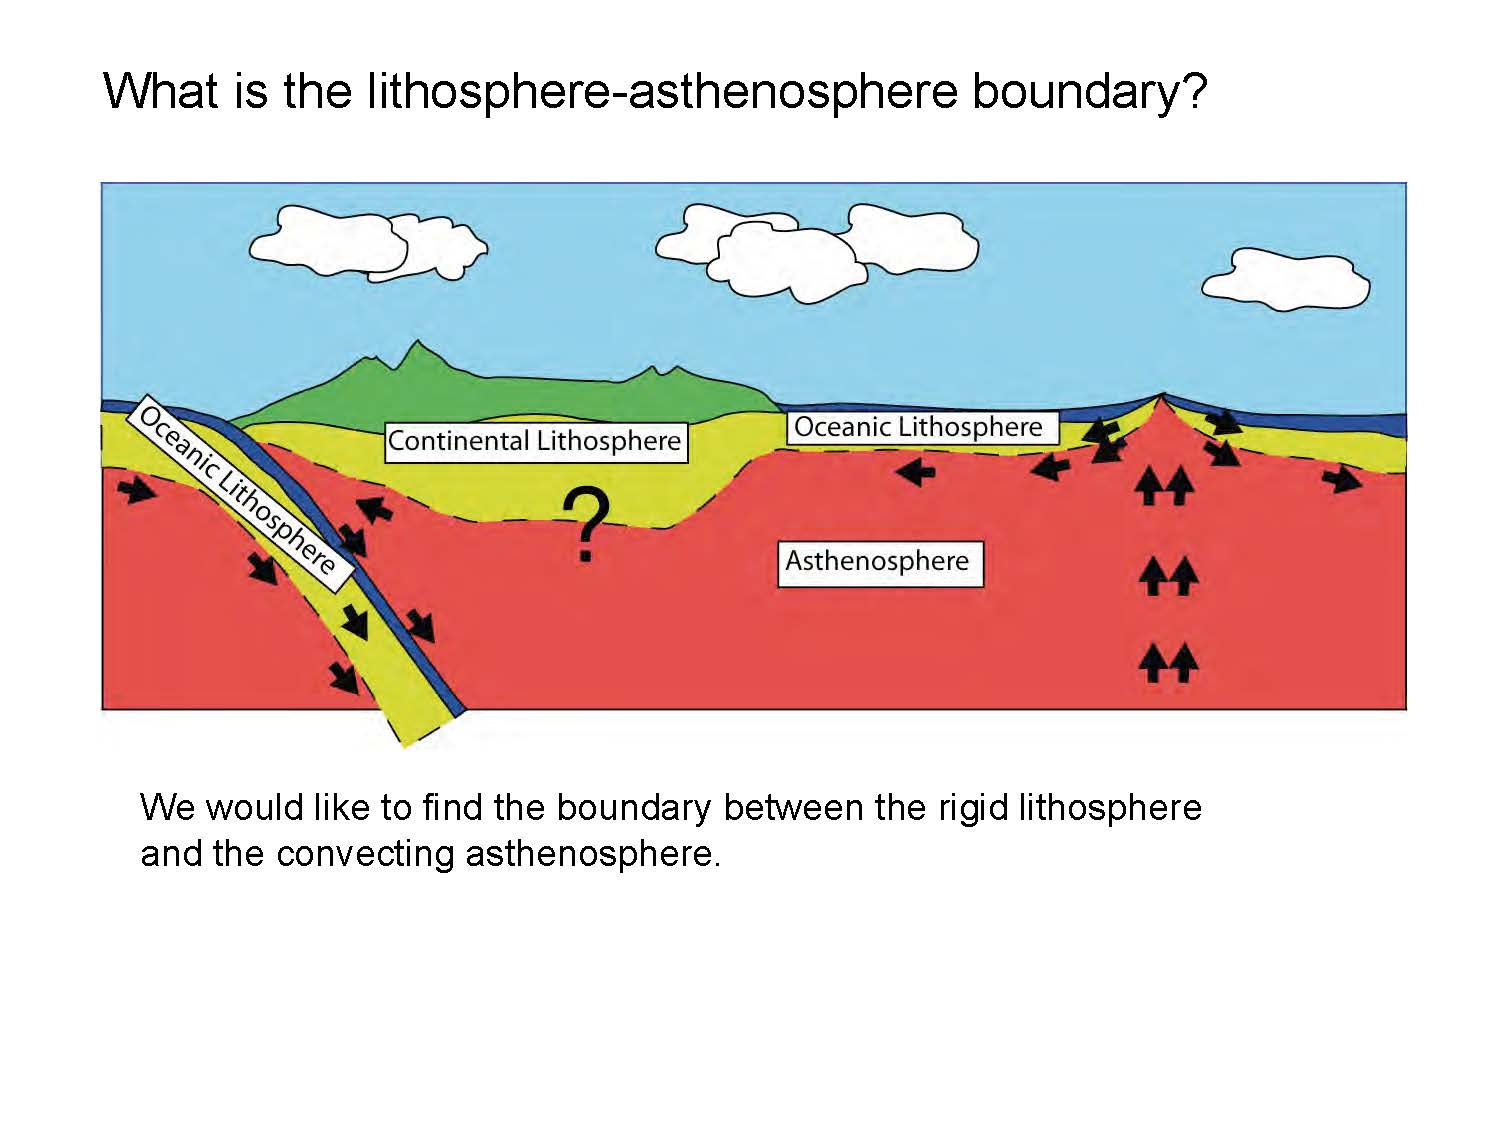 What is the lithosphere-asthenosphere boundary?
Oceanic Lithosphere
Continental Lithosphere
Oceanic Lithosphere
?
Asthenosphere
We would like to find the boundary between the rigid lithosphere
and the convecting asthenosphere.